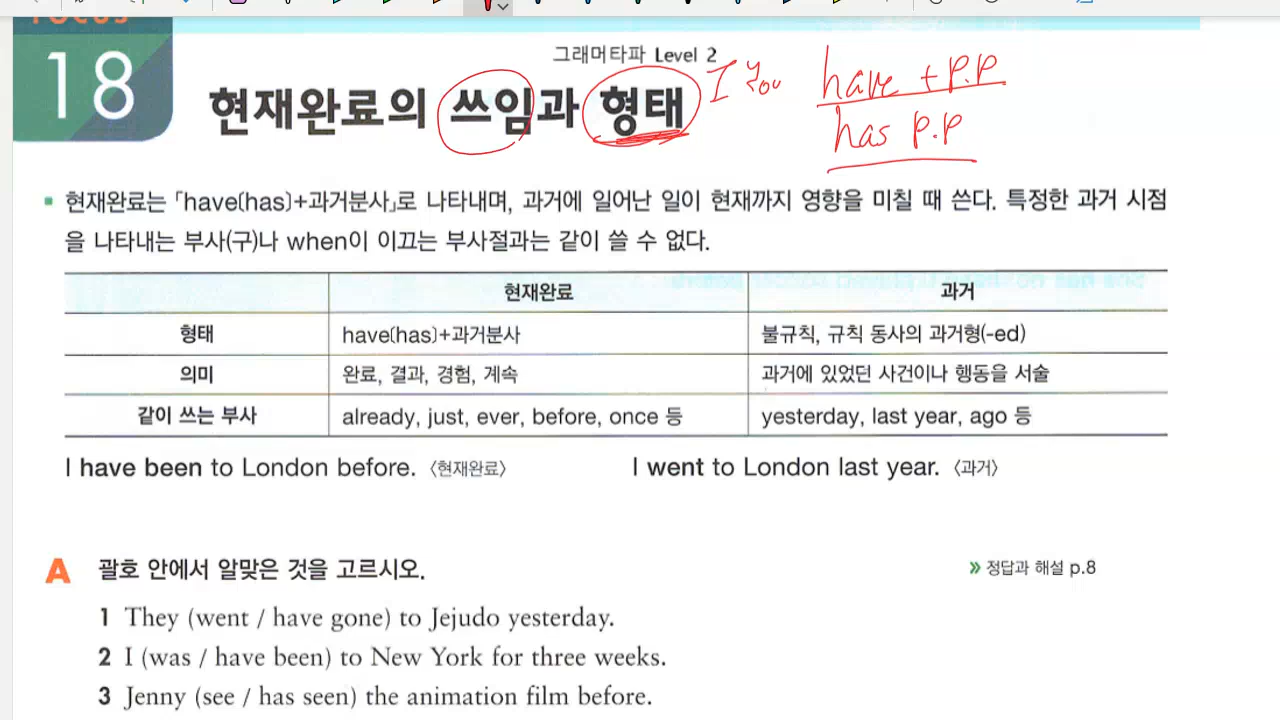 FOCUS
18
그래머타파 Level 2
현재완료의 쓰임과 형태
I You have + p.p
has p.p
현재완료는 「have(has)+과거분사」로 나타내며, 과거에 일어난 일이 현재까지 영향을 미칠 때 쓴다. 특정한 과거 시점
을 나타내는 부사(구)나 when이 이끄는 부사절과는 같이 쓸 수 없다.
현재완료 과거
형태 have(has)+과거분사 불규칙, 규칙 동사의 과거형(-ed)
의미 완료, 결과, 경험, 계속 과거에 있었던 사건이나 행동을 서술
같이 쓰는 부사 already, just, ever, before, once 등 yesterday, last year, ago 등
I have been to London before. 〈현재완료〉 I went to London last year. 〈과거〉
A 괄호 안에서 알맞은 것을 고르시오. » 정답과 해설 p.8
1 They (went / have gone) to Jejudo yesterday.
2 I (was / have been) to New York for three weeks.
3 Jenny (see / has seen) the animation film before.